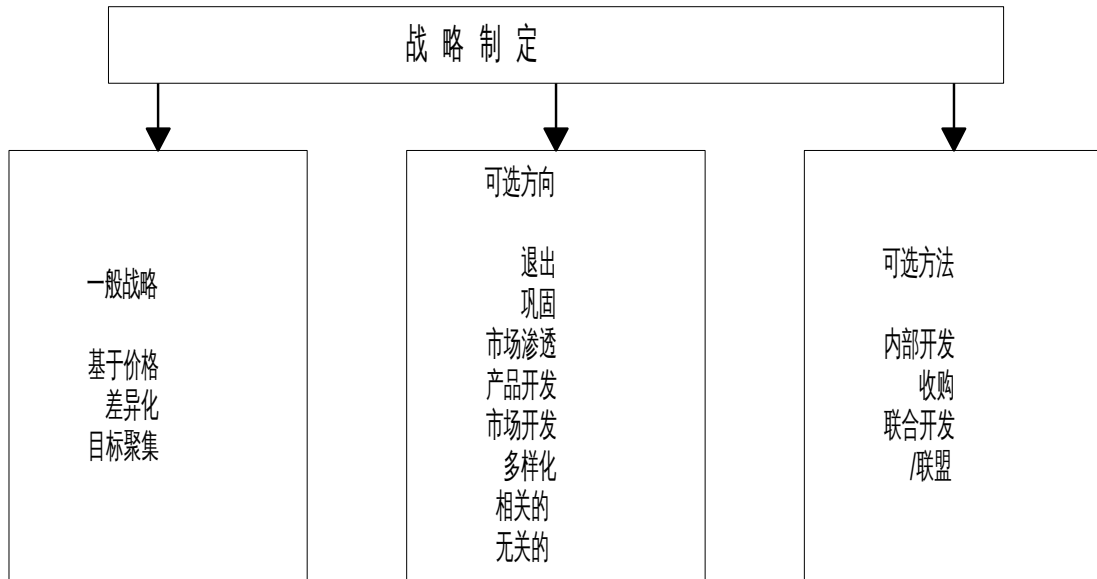 战 略 制 定
一般战略
基于价格
差异化
目标聚集
可选方向
退出
巩固
市场渗透
产品开发
市场开发
多样化
相关的
无关的
可选方法
内部开发
收购
联合开发
/联盟